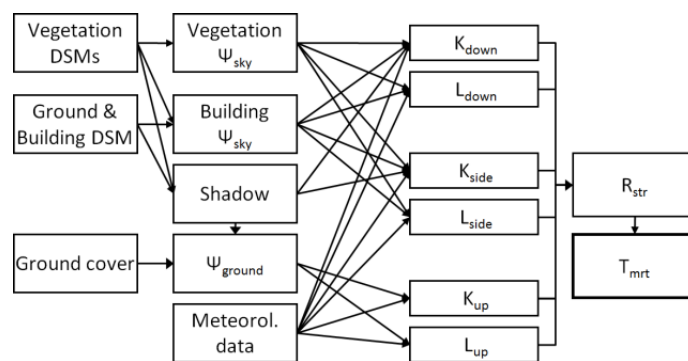 Vegetation
DSMs
Vegetation
Ψsky
Kdown
Ldown
Ground &
Building DSM
Building
Ψsky
Shadow
Kside
Lside
Rstr
Ground cover
Ψground
Tmrt
Meteorol.
data
Kup
Lup